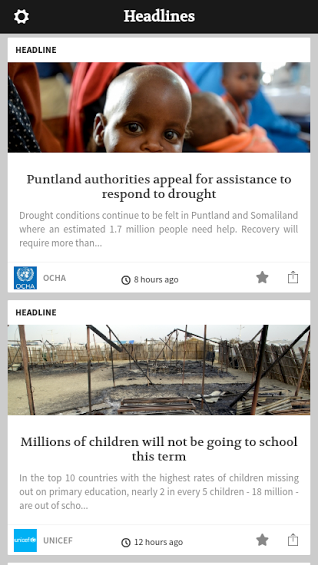 Headlines
HEADLINE
Puntland authorities appeal for assistance to
respond to drought
Drought conditions continue to be felt in Puntland and Somaliland
where an estimated 1.7 million people need help. Recovery will
require more than...
OCHA
OCHA
8 hours ago
HEADLINE
Millions of children will not be going to school
this term
In the top 10 countries with the highest rates of children missing
out on primary education, nearly 2 in every 5 children - 18 million -
are out of scho...
unicef
UNICEF
12 hours ago